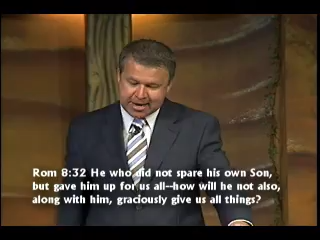 Rom 8:32 He who did not spare his own Son,
but gave him up for us all--how will he not also,
along with him, graciously give us all things?